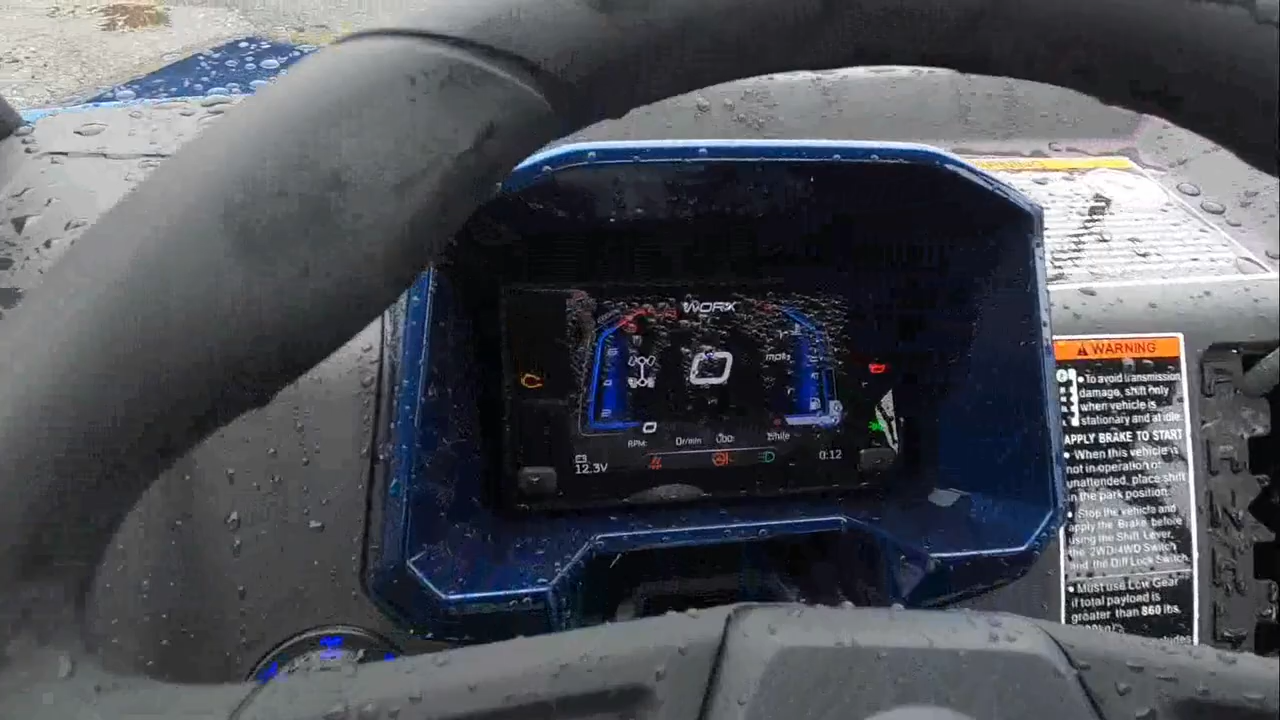 WORX
0
mph
0
RPM:
0r/min
ODO:
1mile
12.3V
0:12
WARNING
• To avoid transmission
damage, shift only
when vehicle is
stationary and at idle.
APPLY BRAKE TO START
• When this vehicle is
not in operation or
unattended, place shift
in the park position.
• Stop the vehicle and
apply the Brake before
using the Shift Lever,
the 2WD/4WD Switch
and the Diff Lock Switch.
• Must use Low Gear
if total payload is
greater than 860 lbs.